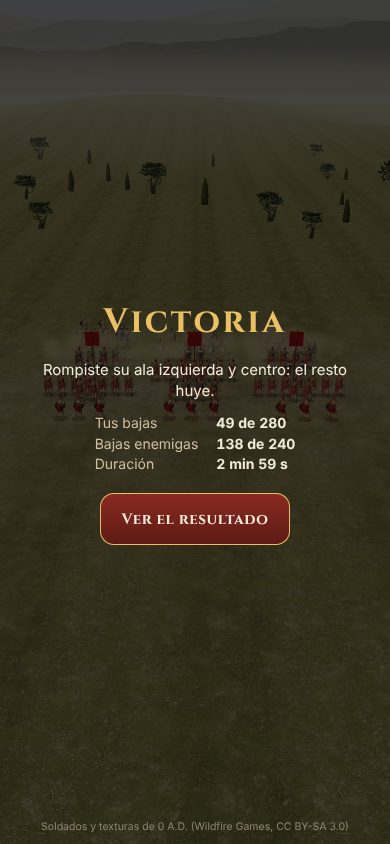 Victoria
Rompiste su ala izquierda y centro: el resto
huye.
Tus bajas 49 de 280
Bajas enemigas 138 de 240
Duración 2 min 59 s
Ver el resultado
Soldados y texturas de 0 A.D. (Wildfire Games, CC BY-SA 3.0)